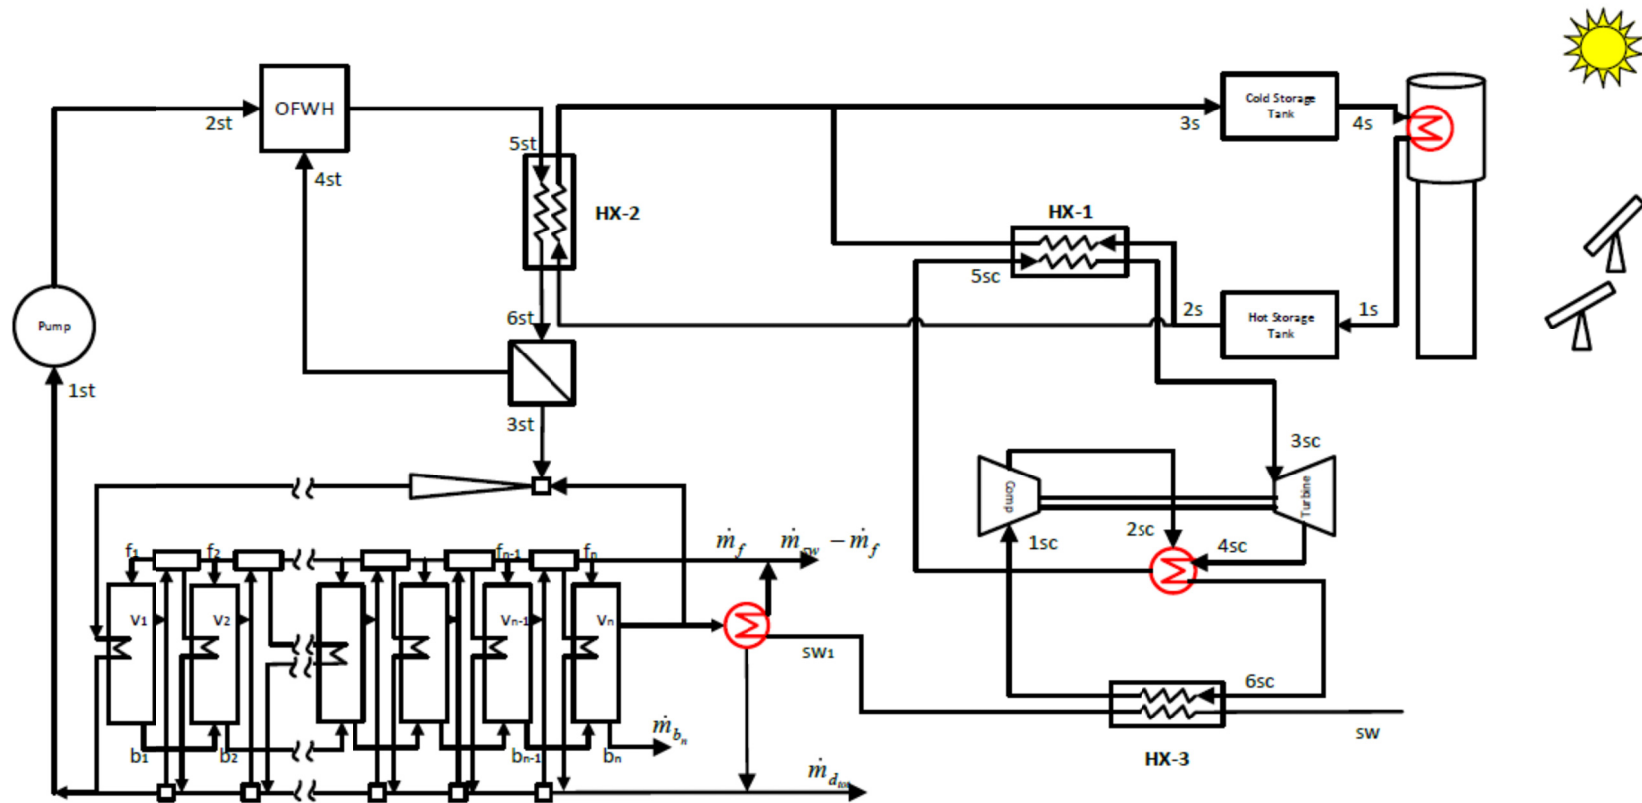 OFWH
2st
5st
4st
HX-2
3s
Cold Storage
Tank
4s
HX-1
5sc
2s
Hot Storage
Tank
1s
Pump
6st
1st
3st
3sc
Comp
Turbine
2sc
1sc
4sc
f1
f2
fn-1
fn
ṁf
ṁsw − ṁf
V1
V2
Vn-1
Vn
SW1
6sc
SW
HX-3
b1
b2
bn-1
bn
ṁbn
ṁdtot